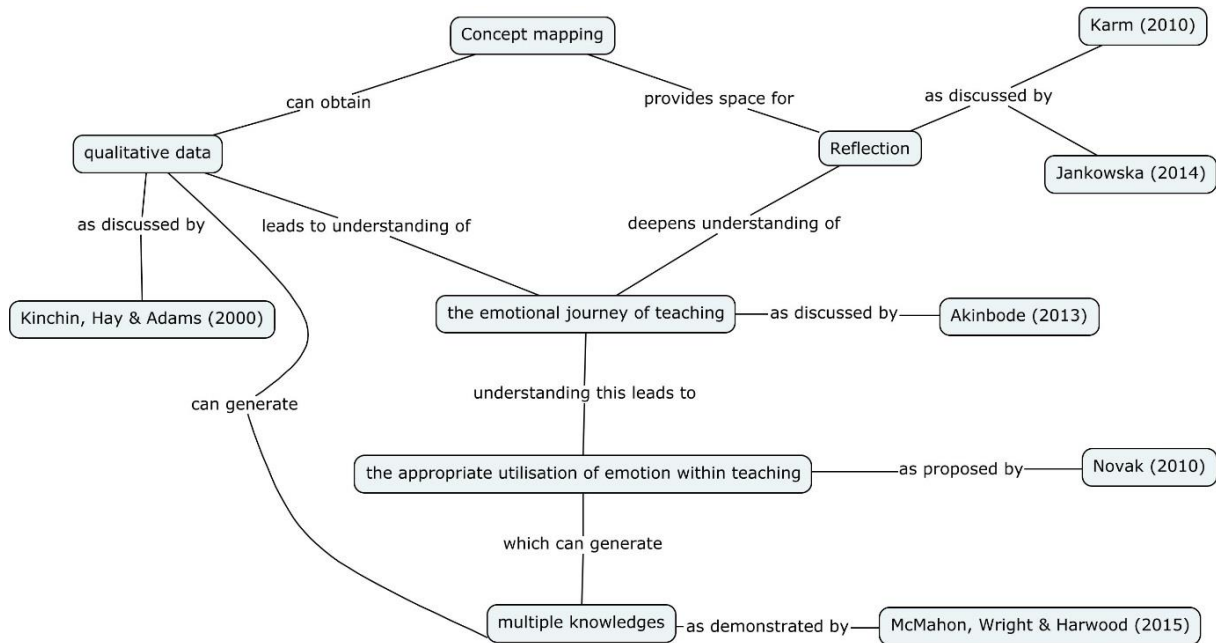 Concept mapping
Karm (2010)
can obtain
provides space for
as discussed by
qualitative data
Reflection
Jankowska (2014)
as discussed by
leads to understanding of
deepens understanding of
Kinchin, Hay & Adams (2000)
the emotional journey of teaching
as discussed by
Akinbode (2013)
understanding this leads to
can generate
the appropriate utilisation of emotion within teaching
as proposed by
Novak (2010)
which can generate
multiple knowledges
as demonstrated by
McMahon, Wright & Harwood (2015)